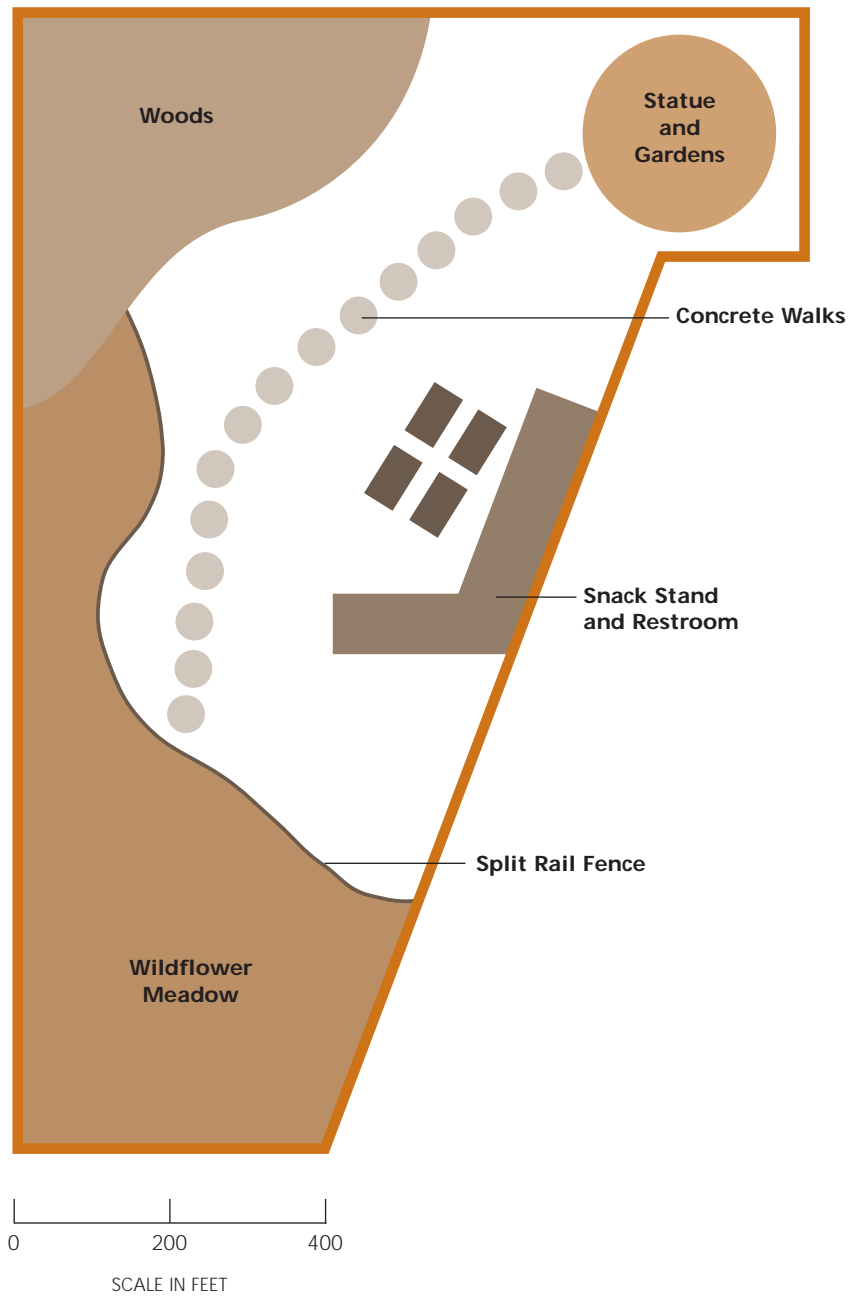 Woods
Statue
and
Gardens
Concrete Walks
Snack Stand
and Restroom
Split Rail Fence
Wildflower
Meadow
0 200 400
SCALE IN FEET